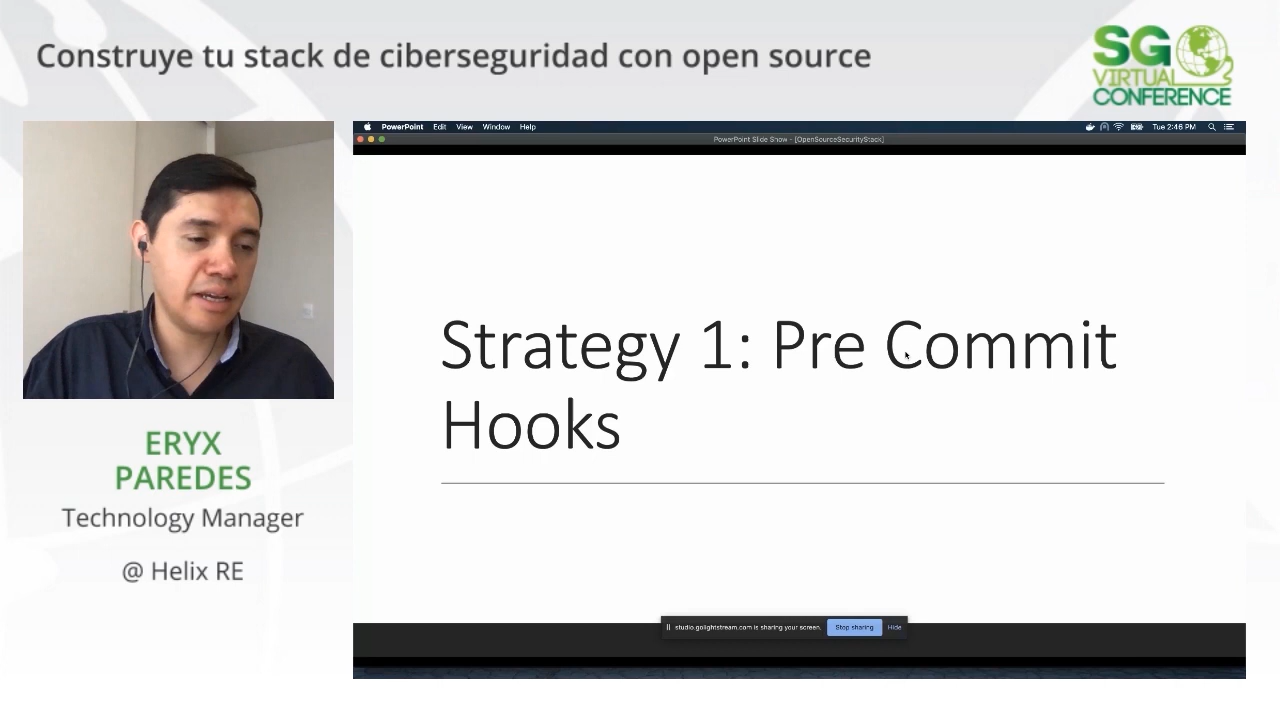 Construye tu stack de ciberseguridad con open source
SG
VIRTUAL
CONFERENCE
PowerPoint Edit View Window Help
Tue 2:46 PM
PowerPoint Slide Show - [OpenSourceSecurityStack]
Strategy 1: Pre Commit
Hooks
ERYX
PAREDES
Technology Manager
@ Helix RE
studio.golightstream.com is sharing your screen.
Stop sharing
Hide